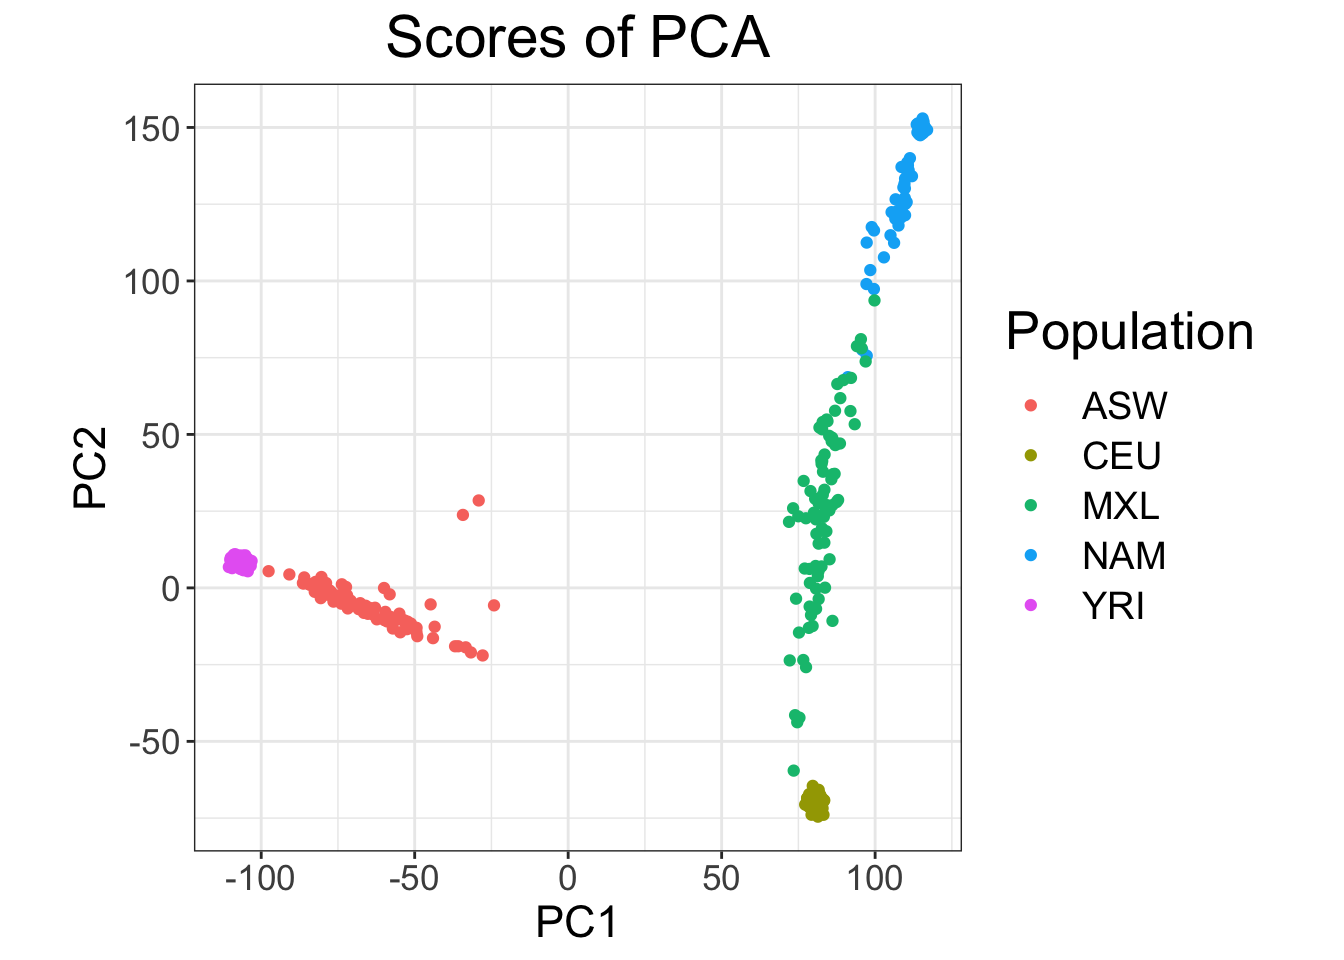 Scores of PCA
150
100
50
0
-50
PC2
-100 -50 0 50 100
PC1
Population
ASW
CEU
MXL
NAM
YRI